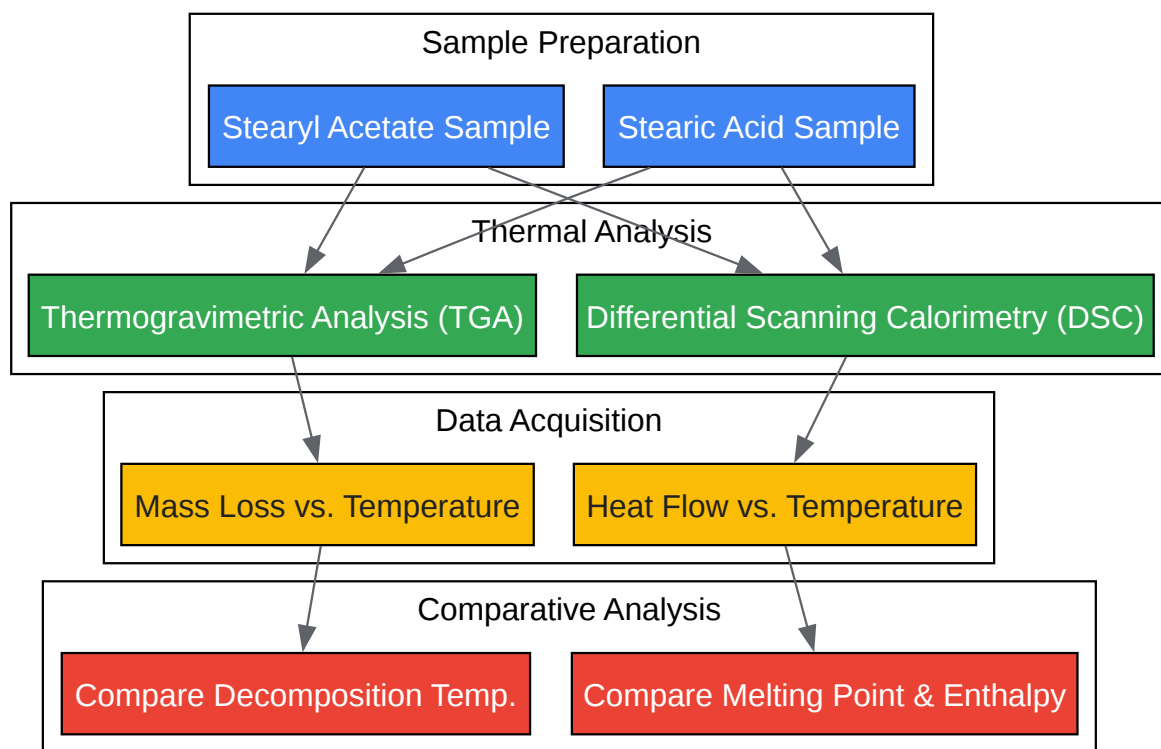 Sample Preparation
Stearyl Acetate Sample
Stearic Acid Sample
Thermal Analysis
Thermogravimetric Analysis (TGA)
Differential Scanning Calorimetry (DSC)
Data Acquisition
Mass Loss vs. Temperature
Heat Flow vs. Temperature
Comparative Analysis
Compare Decomposition Temp.
Compare Melting Point & Enthalpy